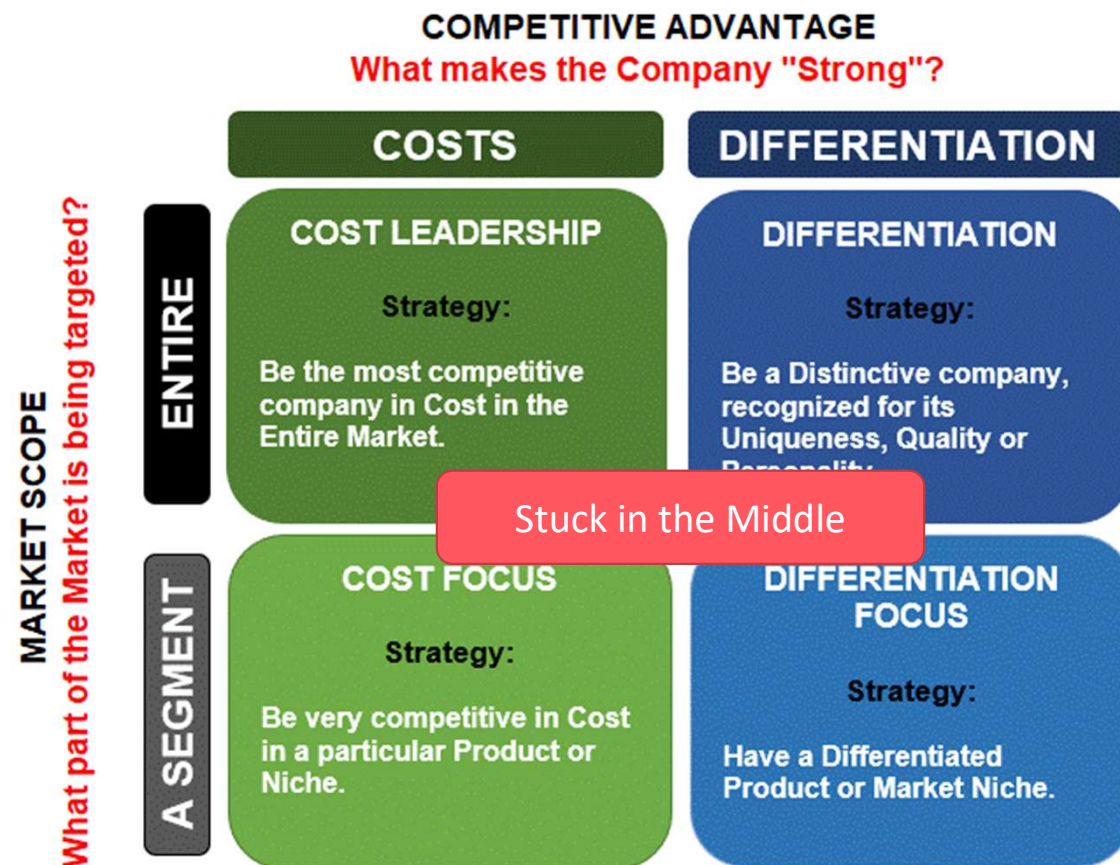 COMPETITIVE ADVANTAGE
What makes the Company "Strong"?
COSTS
DIFFERENTIATION
MARKET SCOPE
What part of the Market is being targeted?
ENTIRE
COST LEADERSHIP
Strategy:
Be the most competitive
company in Cost in the
Entire Market.
DIFFERENTIATION
Strategy:
Be a Distinctive company,
recognized for its
Uniqueness, Quality or
Personality
Stuck in the Middle
A SEGMENT
COST FOCUS
Strategy:
Be very competitive in Cost
in a particular Product or
Niche.
DIFFERENTIATION
FOCUS
Strategy:
Have a Differentiated
Product or Market Niche.